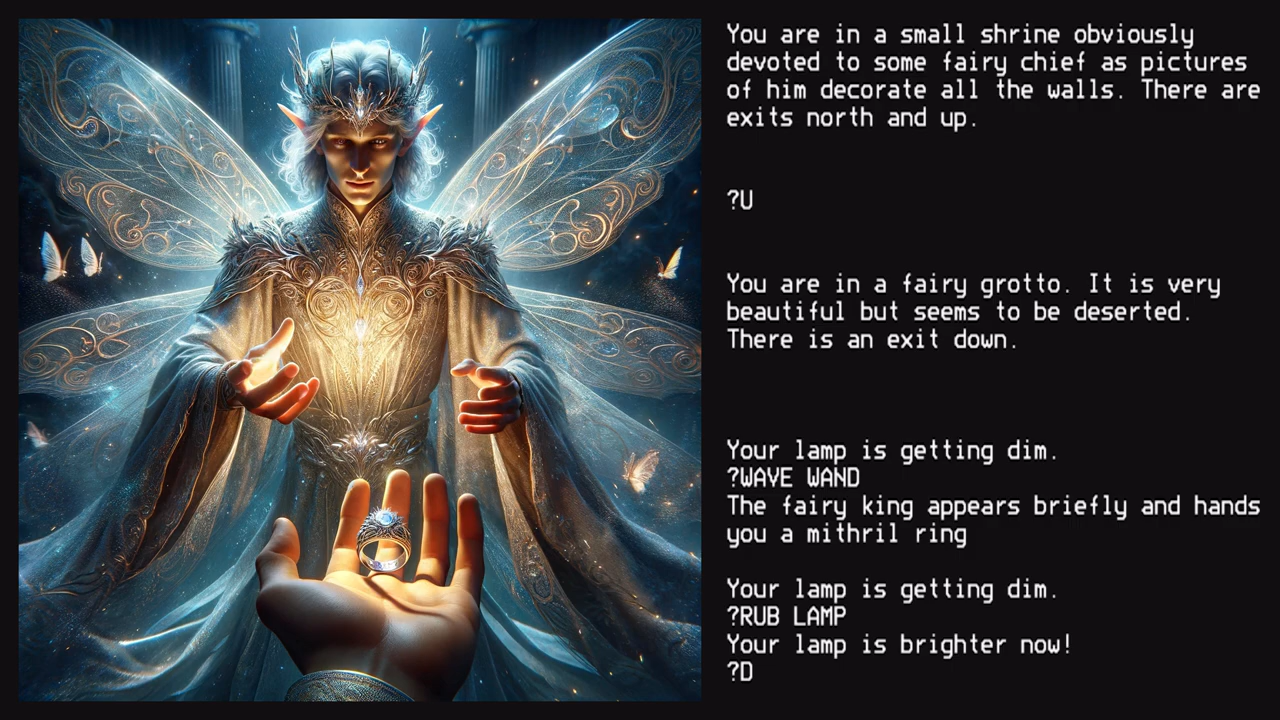 You are in a small shrine obviously
devoted to some fairy chief as pictures
of him decorate all the walls. There are
exits north and up.
?U
You are in a fairy grotto. It is very
beautiful but seems to be deserted.
There is an exit down.
Your lamp is getting dim.
?WAVE WAND
The fairy king appears briefly and hands
you a mithril ring
Your lamp is getting dim.
?RUB LAMP
Your lamp is brighter now!
?D